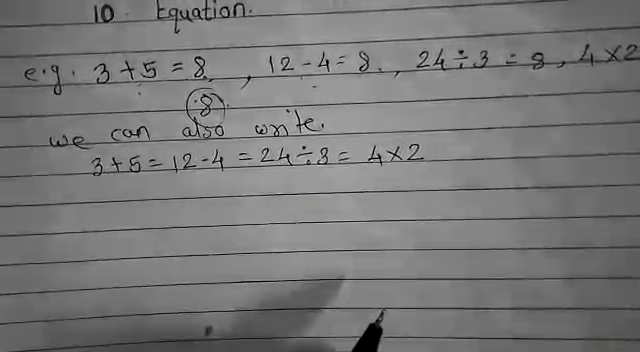 10. Equation.
e.g. 3+5=8, 12-4=8., 24÷3=8, 4×2
8
we can also write.
3+5=12-4=24÷3=4×2